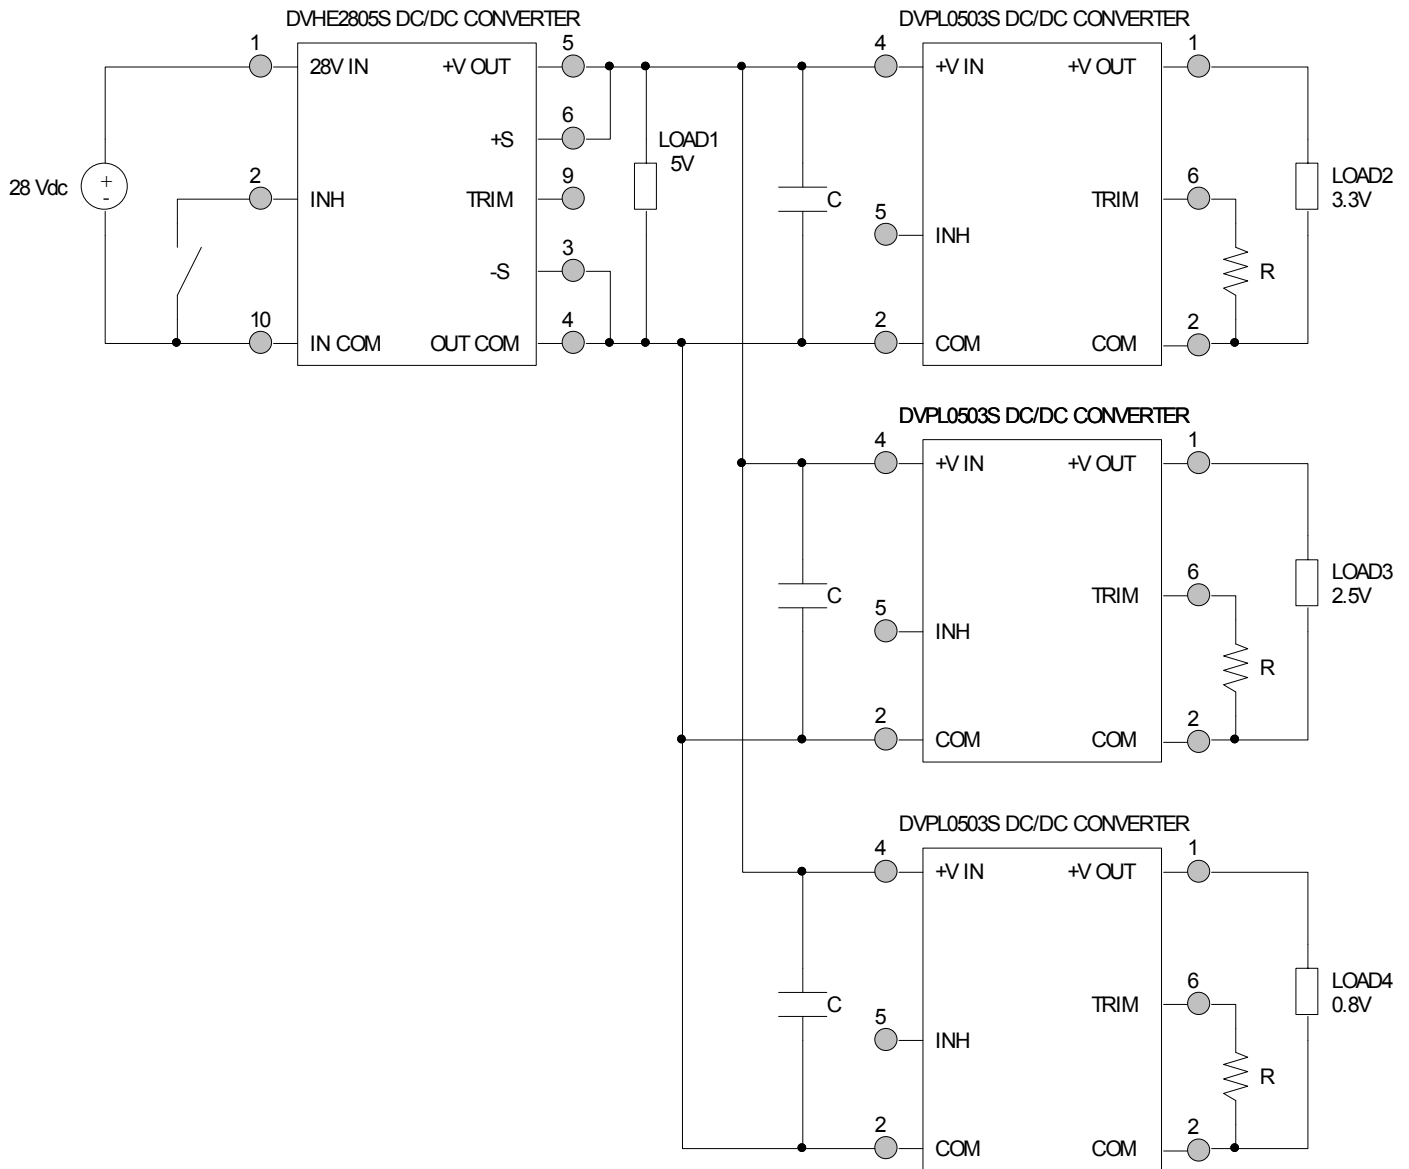 DVHE2805S DC/DC CONVERTER
DVPL0503S DC/DC CONVERTER
1
5
4
1
28V IN
+V OUT
+V IN
+V OUT
6
+S
LOAD1
5V
28 Vdc
+
-
2
INH
9
TRIM
C
6
TRIM
LOAD2
3.3V
5
INH
3
-S
R
10
IN COM
4
OUT COM
2
COM
2
COM
DVPL0503S DC/DC CONVERTER
4
1
+V IN
+V OUT
C
6
TRIM
LOAD3
2.5V
5
INH
R
2
COM
2
COM
DVPL0503S DC/DC CONVERTER
4
1
+V IN
+V OUT
C
6
TRIM
LOAD4
0.8V
5
INH
R
2
COM
2
COM